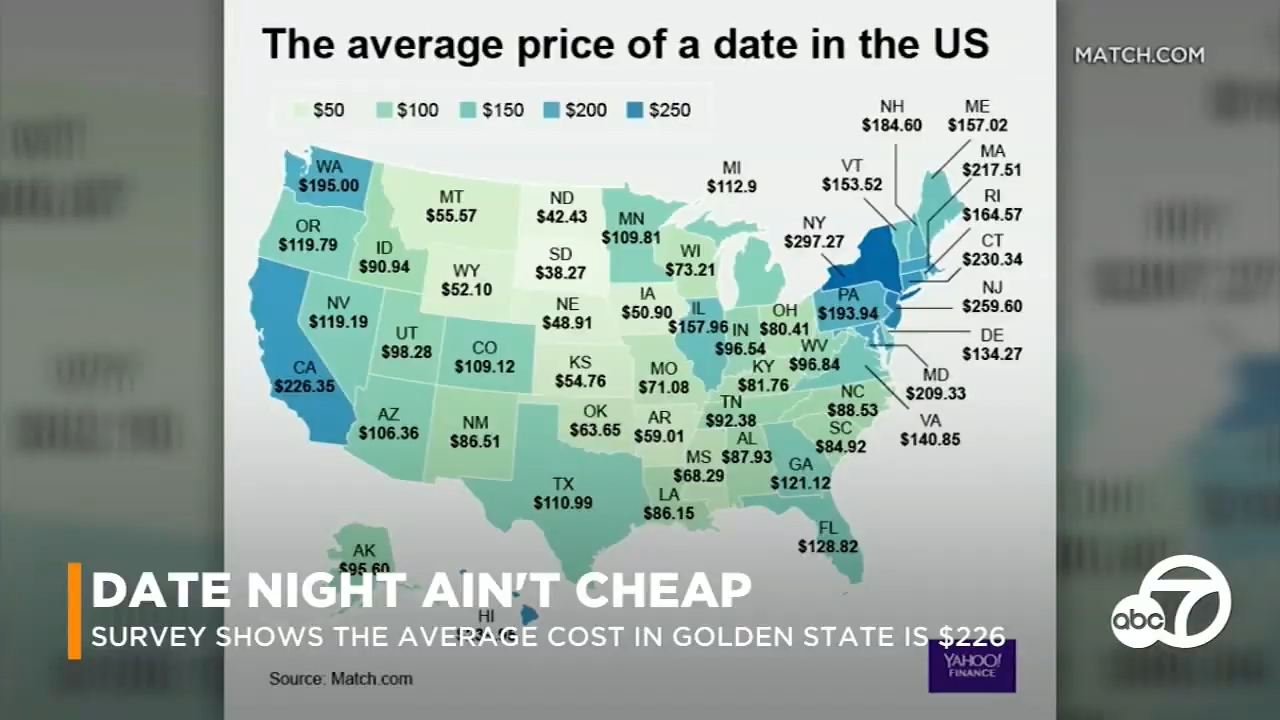 The average price of a date in the US
MATCH.COM
$50
$100
$150
$200
$250
NH
$184.60
ME
$157.02
MA
$217.51
MI
$112.9
VT
$153.52
RI
$164.57
WA
$195.00
MT
$55.57
ND
$42.43
MN
$109.81
NY
$297.27
CT
$230.34
OR
$119.79
ID
$90.94
SD
$38.27
WI
$73.21
WY
$52.10
NJ
$259.60
PA
$193.94
NV
$119.19
NE
$48.91
IA
$50.90
IL
$157.96
IN
$96.54
OH
$80.41
DE
$134.27
UT
$98.28
CO
$109.12
WV
$96.84
CA
$226.35
KS
$54.76
MO
$71.08
KY
$81.76
MD
$209.33
NC
$88.53
AZ
$106.36
NM
$86.51
OK
$63.65
AR
$59.01
TN
$92.38
SC
$84.92
VA
$140.85
MS
$68.29
AL
$87.93
GA
$121.12
TX
$110.99
LA
$86.15
FL
$128.82
AK
$95.60
HI
DATE NIGHT AIN'T CHEAP
SURVEY SHOWS THE AVERAGE COST IN GOLDEN STATE IS $226
abc 7
YAHOO!
FINANCE
Source: Match.com